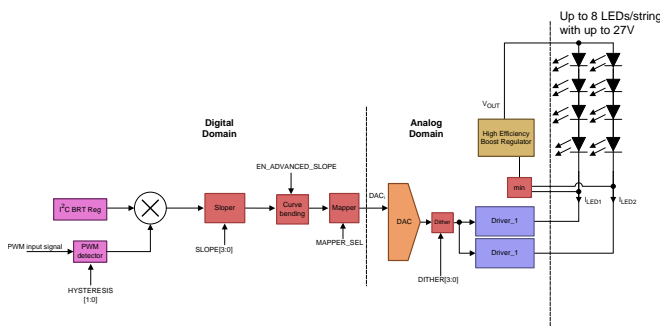 Up to 8 LEDs/string
with up to 27V
VOUT
Digital
Domain
Analog
Domain
High Efficiency
Boost Regulator
EN_ADVANCED_SLOPE
min
I²C BRT Reg
Sloper
Curve
bending
Mapper
DACi
DAC
Dither
Driver_1
ILED1
ILED2
PWM input signal
PWM
detector
SLOPE[3:0]
MAPPER_SEL
Driver_1
DITHER[3:0]
HYSTERESIS
[1:0]